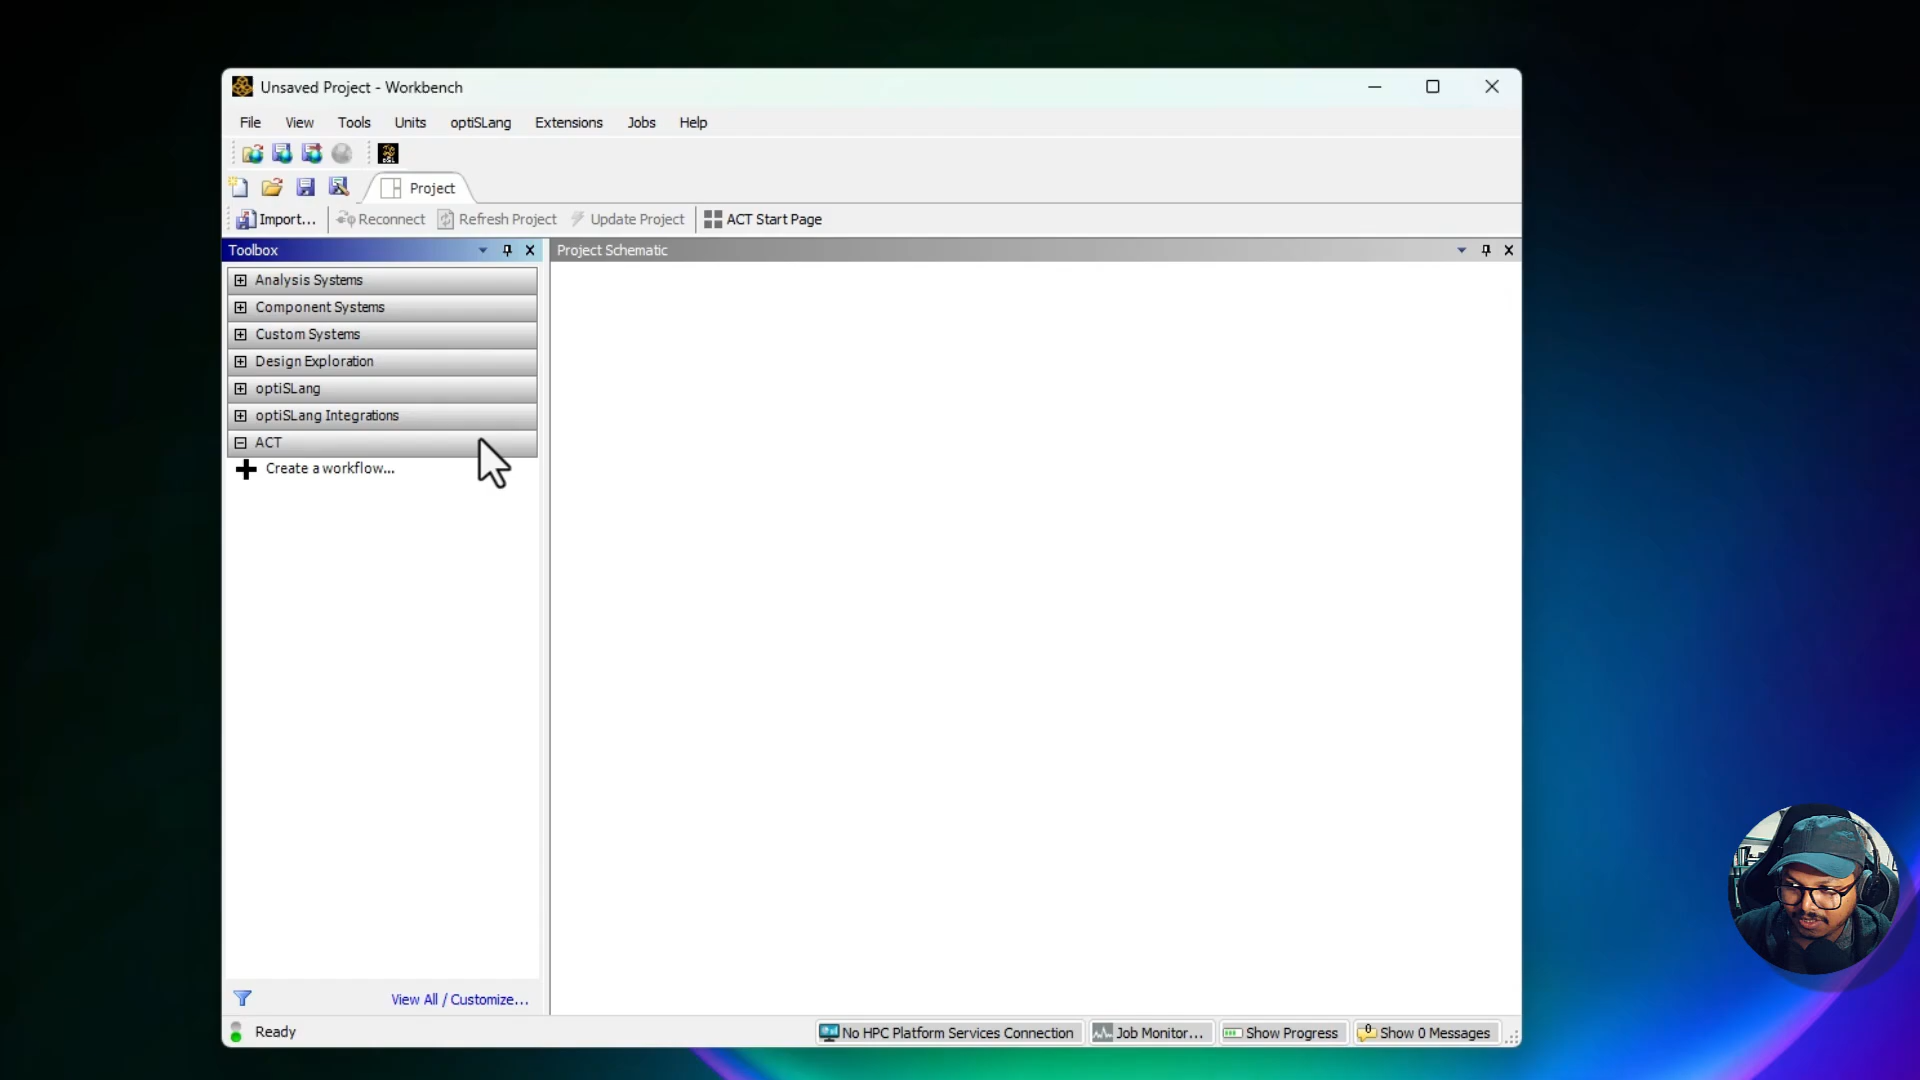 Unsaved Project - Workbench
File View Tools Units optiSLang Extensions Jobs Help
Project
Import... Reconnect Refresh Project Update Project ACT Start Page
Toolbox
Project Schematic
Analysis Systems
Component Systems
Custom Systems
Design Exploration
optiSLang
optiSLang Integrations
ACT
Create a workflow...
View All / Customize...
Ready
No HPC Platform Services Connection Job Monitor... Show Progress Show 0 Messages